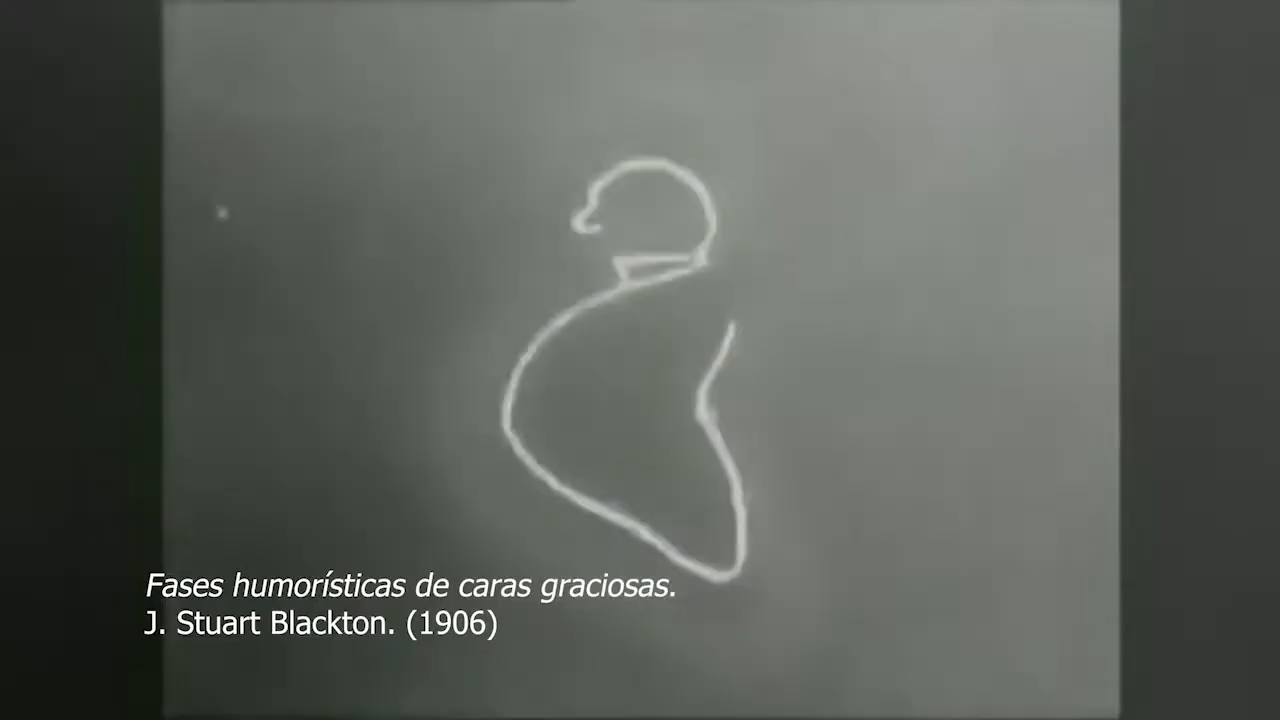 Fases humorísticas de caras graciosas.
J. Stuart Blackton. (1906)